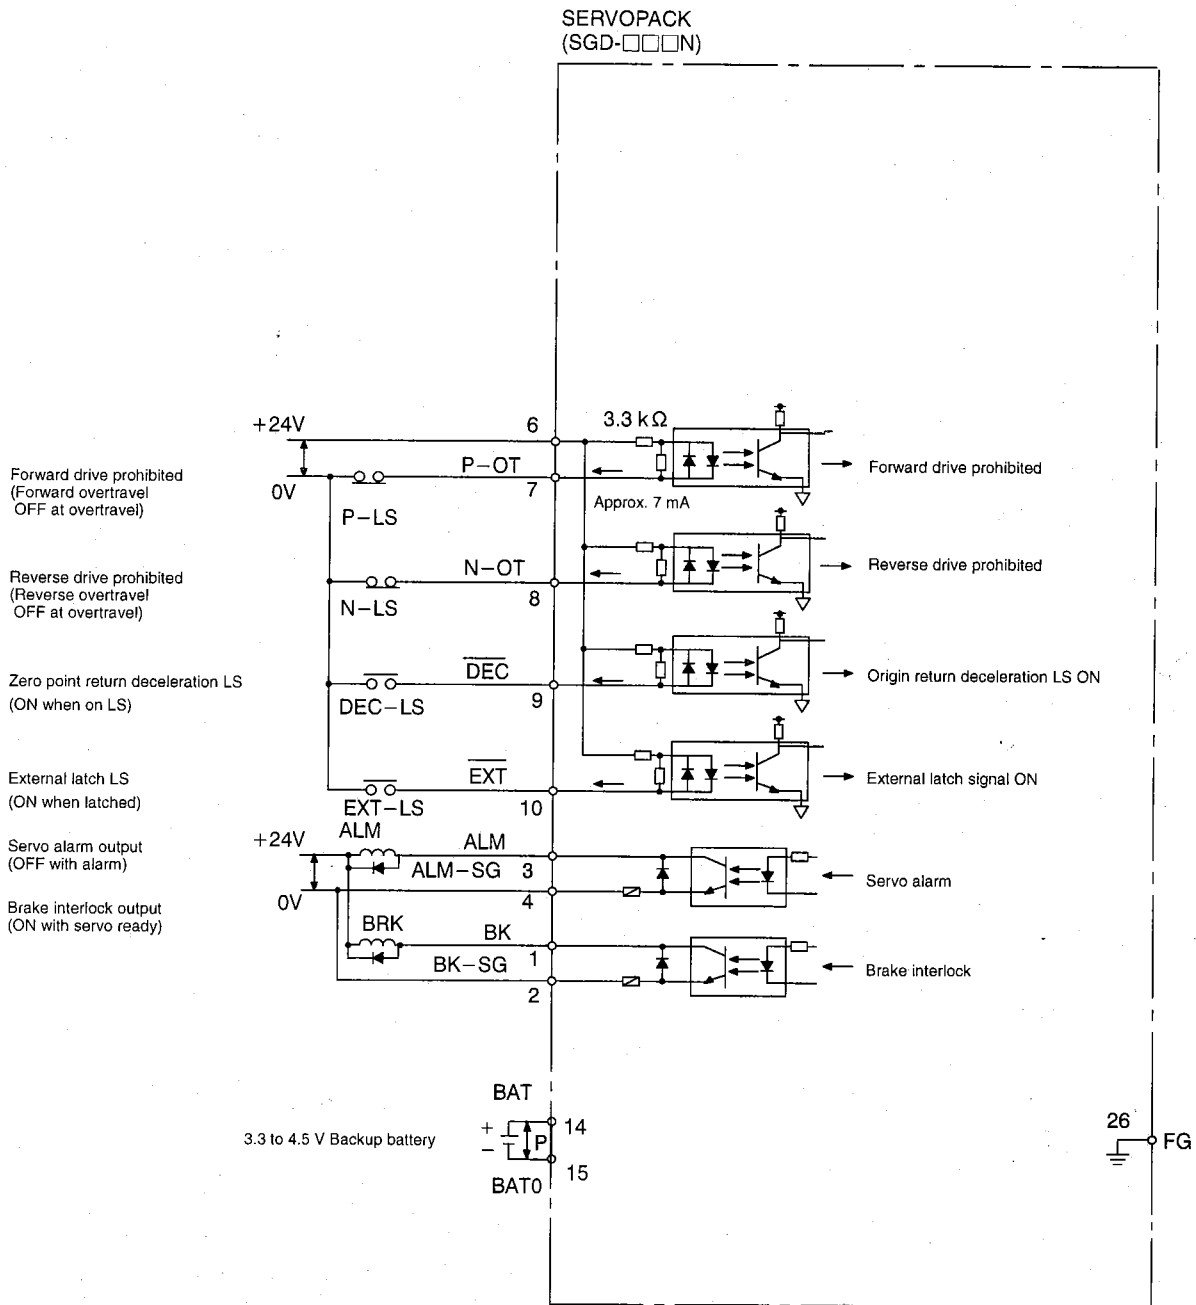 SERVOPACK
(SGD-□□□N)
+24V
6
3.3 kΩ
P-OT
7
0V
P-LS
Approx. 7 mA
Forward drive prohibited
(Forward overtravel
OFF at overtravel)
Forward drive prohibited
N-OT
8
N-LS
Reverse drive prohibited
(Reverse overtravel
OFF at overtravel)
Reverse drive prohibited
DEC
9
DEC-LS
Zero point return deceleration LS
(ON when on LS)
Origin return deceleration LS ON
EXT
10
EXT-LS
External latch LS
(ON when latched)
External latch signal ON
ALM
+24V
ALM
ALM-SG 3
4
0V
Servo alarm output
(OFF with alarm)
Servo alarm
Brake interlock output
(ON with servo ready)
BRK
BK
1
BK-SG
2
Brake interlock
BAT
14
+
3.3 to 4.5 V Backup battery
P
-
15
BAT0
26
FG